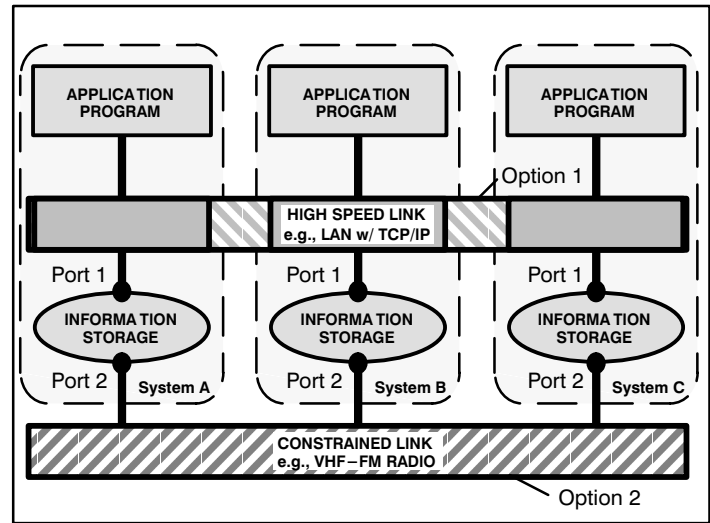 APPLICATION
PROGRAM
APPLICATION
PROGRAM
APPLICATION
PROGRAM
Option 1
HIGH SPEED LINK
e.g., LAN w/ TCP/IP
Port 1
Port 1
Port 1
INFORMATION
STORAGE
INFORMATION
STORAGE
INFORMATION
STORAGE
Port 2
System A
Port 2
System B
Port 2
System C
CONSTRAINED LINK
e.g., VHF–FM RADIO
Option 2